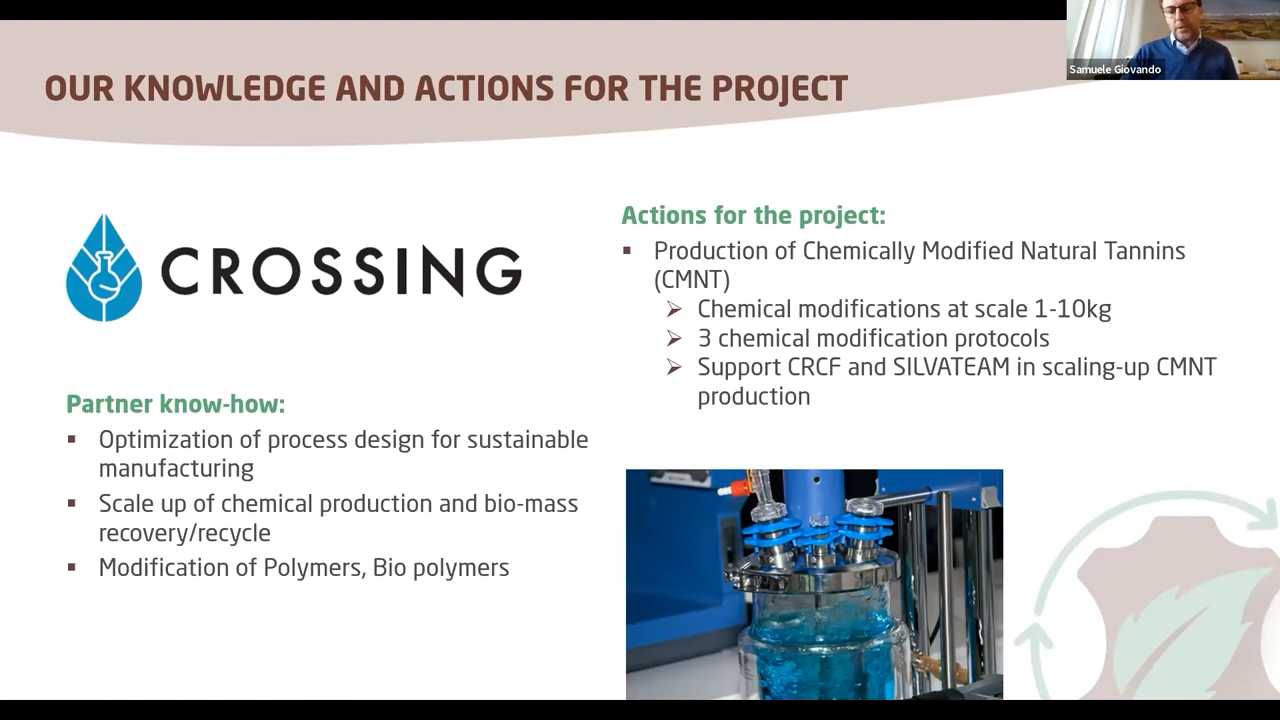 Samuele Giovando
OUR KNOWLEDGE AND ACTIONS FOR THE PROJECT
CROSSING
Partner know-how:
Optimization of process design for sustainable
manufacturing
Scale up of chemical production and bio-mass
recovery/recycle
Modification of Polymers, Bio polymers
Actions for the project:
Production of Chemically Modified Natural Tannins
(CMNT)
Chemical modifications at scale 1-10kg
3 chemical modification protocols
Support CRCF and SILVATEAM in scaling-up CMNT
production